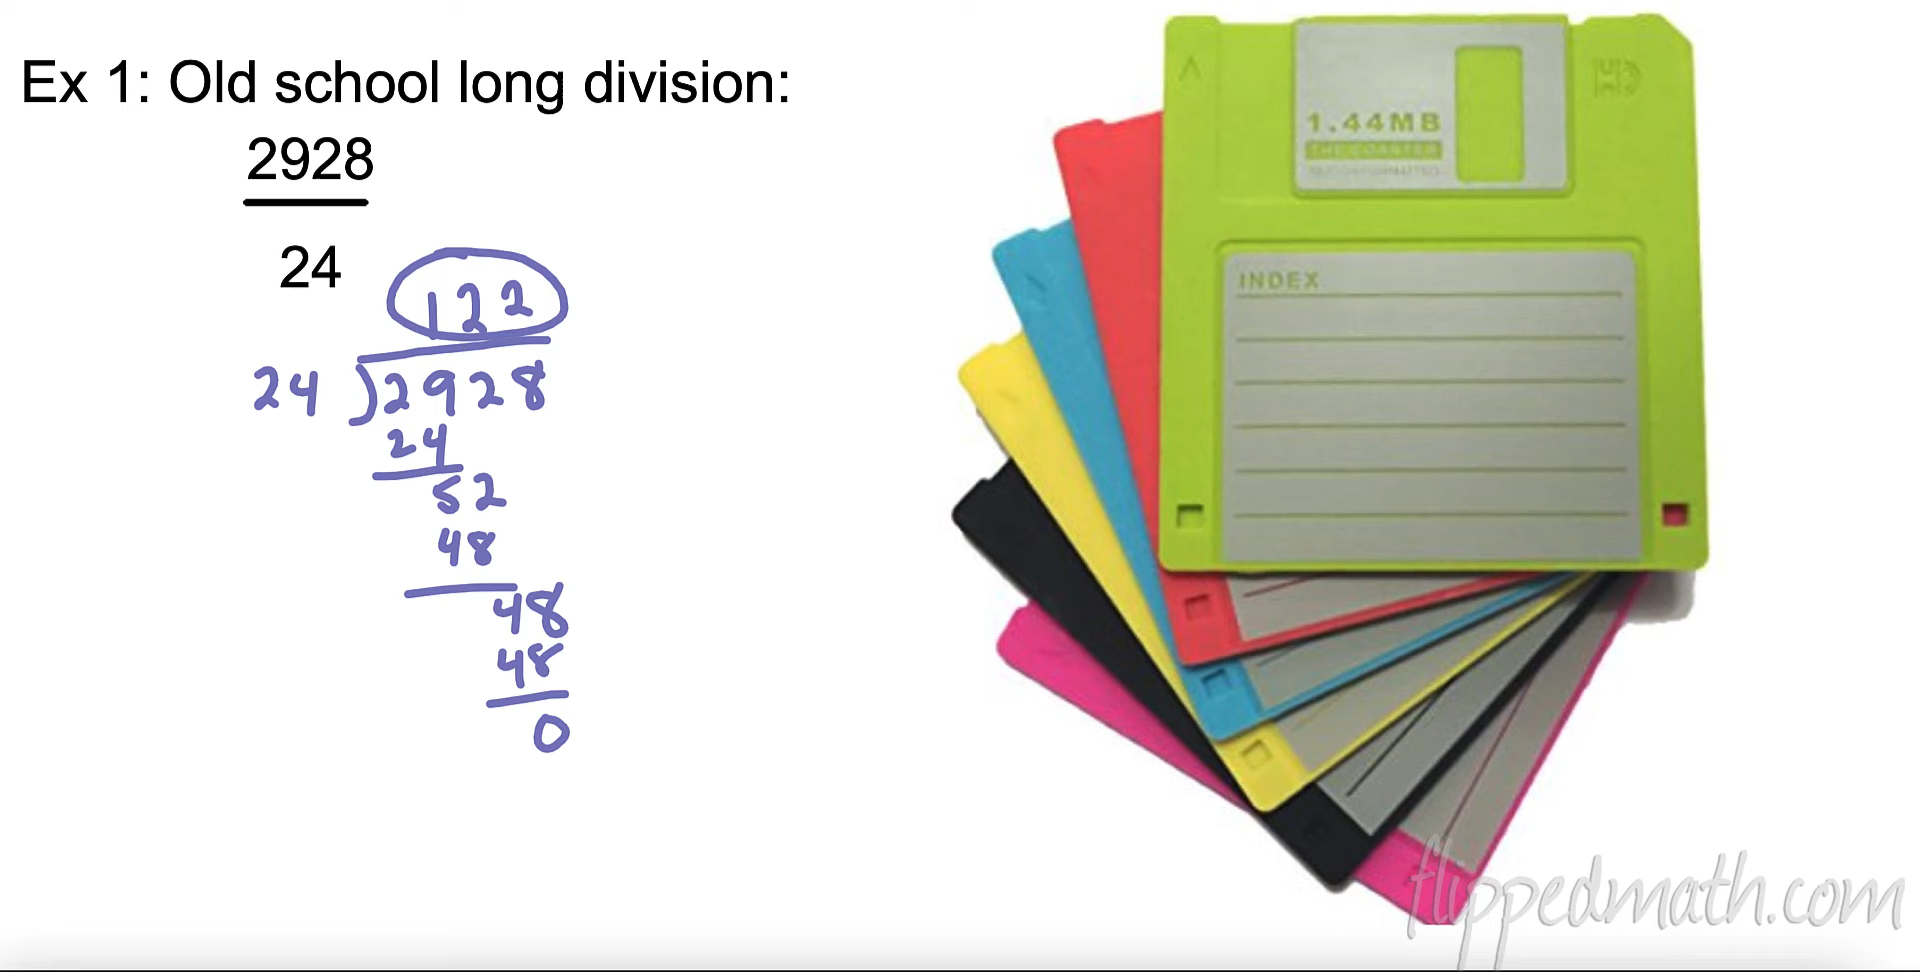 Ex 1: Old school long division:
2928
24
122
24)2928
24
52
48
48
48
0
1.44MB
INDEX
flippedmath.com